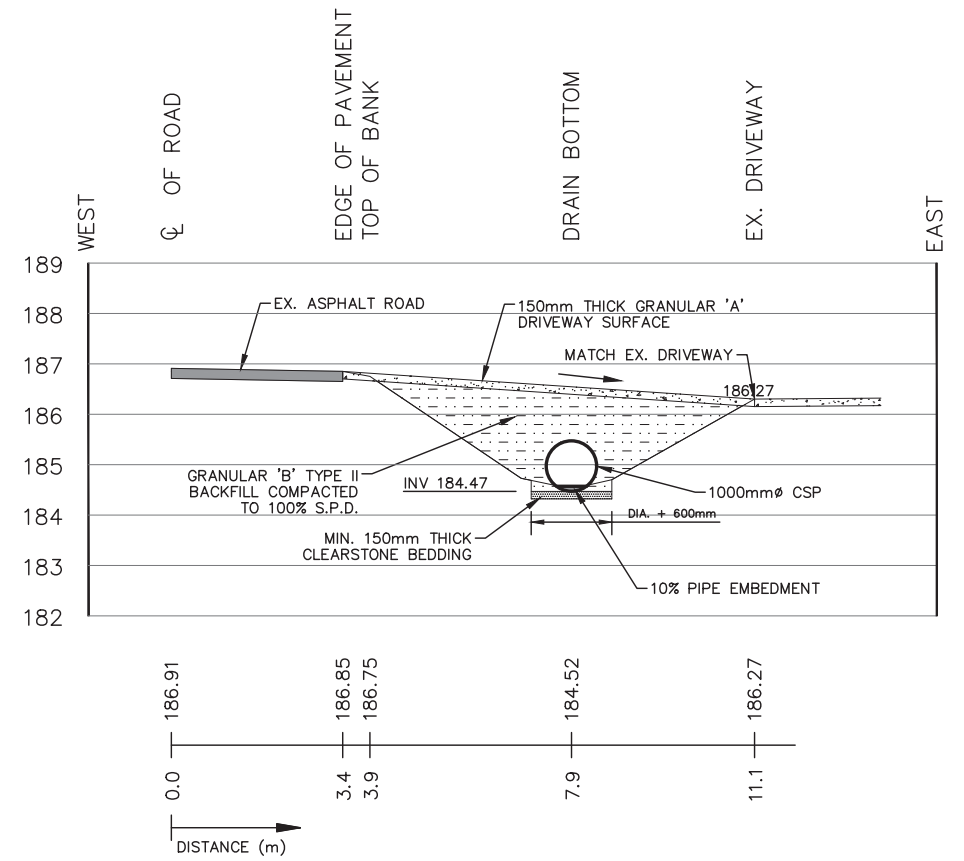 WEST
℄ OF ROAD
EDGE OF PAVEMENT
TOP OF BANK
DRAIN BOTTOM
EX. DRIVEWAY
EAST
189
188
187
186
185
184
183
182
EX. ASPHALT ROAD
150mm THICK GRANULAR 'A'
DRIVEWAY SURFACE
MATCH EX. DRIVEWAY
186.27
GRANULAR 'B' TYPE II
BACKFILL COMPACTED
TO 100% S.P.D.
INV 184.47
1000mmø CSP
DIA. + 600mm
MIN. 150mm THICK
CLEARSTONE BEDDING
10% PIPE EMBEDMENT
186.91
186.85
186.75
184.52
186.27
0.0
3.4
3.9
7.9
11.1
DISTANCE (m)